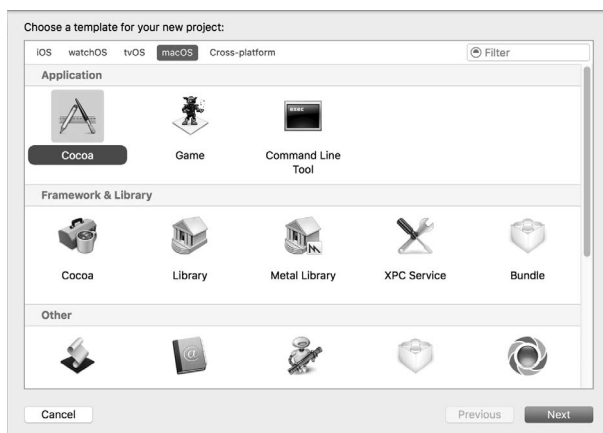 Choose a template for your new project:
iOS watchOS tvOS macOS Cross-platform Filter
Application
Cocoa Game Command Line
Tool
exec
Framework & Library
Cocoa Library Metal Library XPC Service Bundle
Other
@
Cancel Previous Next